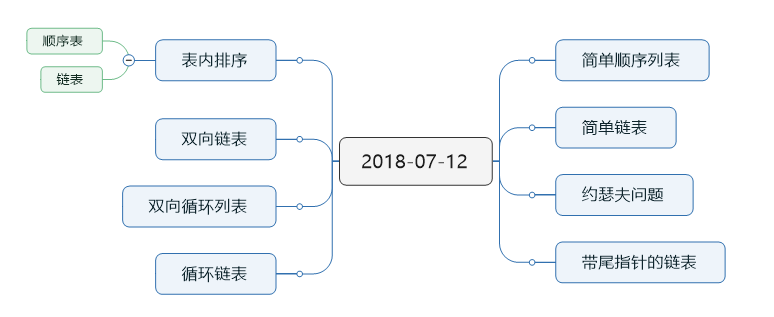 2018-07-12
简单顺序列表
简单链表
约瑟夫问题
带尾指针的链表
表内排序
顺序表
链表
双向链表
双向循环列表
循环链表